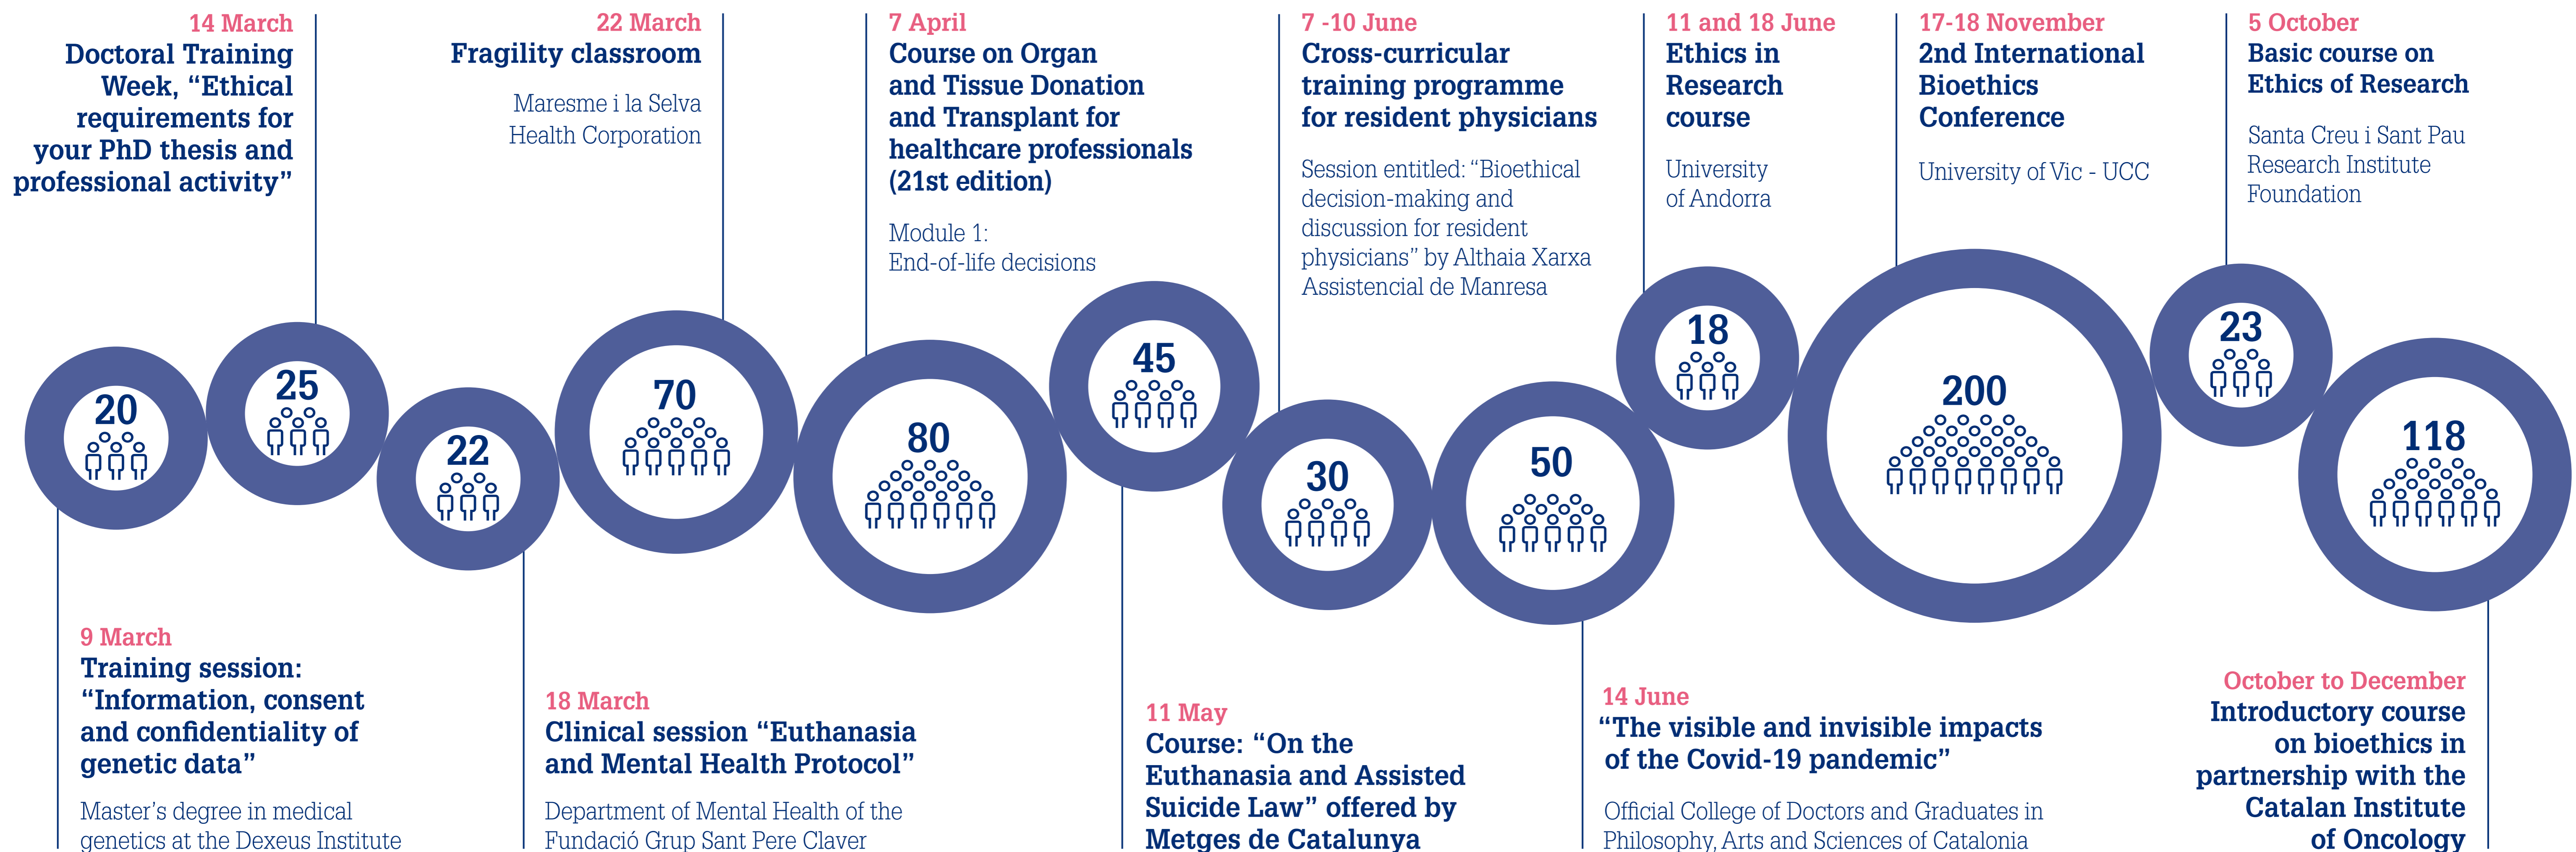 14 March
Doctoral Training
Week, “Ethical
requirements for
your PhD thesis and
professional activity”
22 March
Fragility classroom
Maresme i la Selva
Health Corporation
7 April
Course on Organ
and Tissue Donation
and Transplant for
healthcare professionals
(21st edition)
Module 1:
End-of-life decisions
7 -10 June
Cross-curricular
training programme
for resident physicians
Session entitled: “Bioethical
decision-making and
discussion for resident
physicians” by Althaia Xarxa
Assistencial de Manresa
11 and 18 June
Ethics in
Research
course
University
of Andorra
17-18 November
2nd International
Bioethics
Conference
University of Vic - UCC
5 October
Basic course on
Ethics of Research
Santa Creu i Sant Pau
Research Institute
Foundation
20
25
22
70
80
45
30
50
18
200
23
118
9 March
Training session:
“Information, consent
and confidentiality of
genetic data”
Master’s degree in medical
genetics at the Dexeus Institute
18 March
Clinical session “Euthanasia
and Mental Health Protocol”
Department of Mental Health of the
Fundació Grup Sant Pere Claver
11 May
Course: “On the
Euthanasia and Assisted
Suicide Law” offered by
Metges de Catalunya
14 June
“The visible and invisible impacts
of the Covid-19 pandemic”
Official College of Doctors and Graduates in
Philosophy, Arts and Sciences of Catalonia
October to December
Introductory course
on bioethics in
partnership with the
Catalan Institute
of Oncology